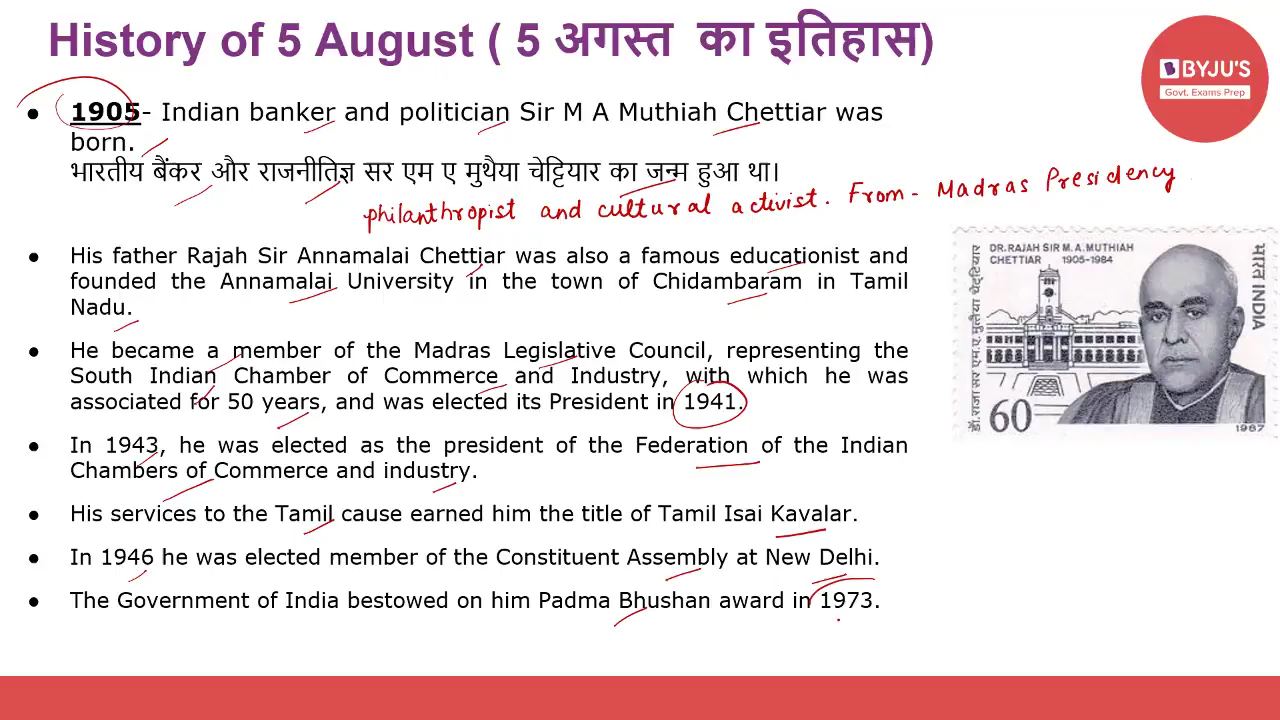 History of 5 August ( 5 अगस्त का इतिहास)
BYJU'S
Govt. Exams Prep
● 1905- Indian banker and politician Sir M A Muthiah Chettiar was
born.
भारतीय बैंकर और राजनीतिज्ञ सर एम ए मुथैया चेट्टियार का जन्म हुआ था।
philanthropist and cultural activist. From - Madras Presidency
● His father Rajah Sir Annamalai Chettiar was also a famous educationist and
founded the Annamalai University in the town of Chidambaram in Tamil
Nadu.
● He became a member of the Madras Legislative Council, representing the
South Indian Chamber of Commerce and Industry, with which he was
associated for 50 years, and was elected its President in 1941.
● In 1943, he was elected as the president of the Federation of the Indian
Chambers of Commerce and industry.
● His services to the Tamil cause earned him the title of Tamil Isai Kavalar.
● In 1946 he was elected member of the Constituent Assembly at New Delhi.
● The Government of India bestowed on him Padma Bhushan award in 1973.
DR. RAJAH SIR M. A. MUTHIAH
CHETTIAR 1905-1984
भारत INDIA
60
1987